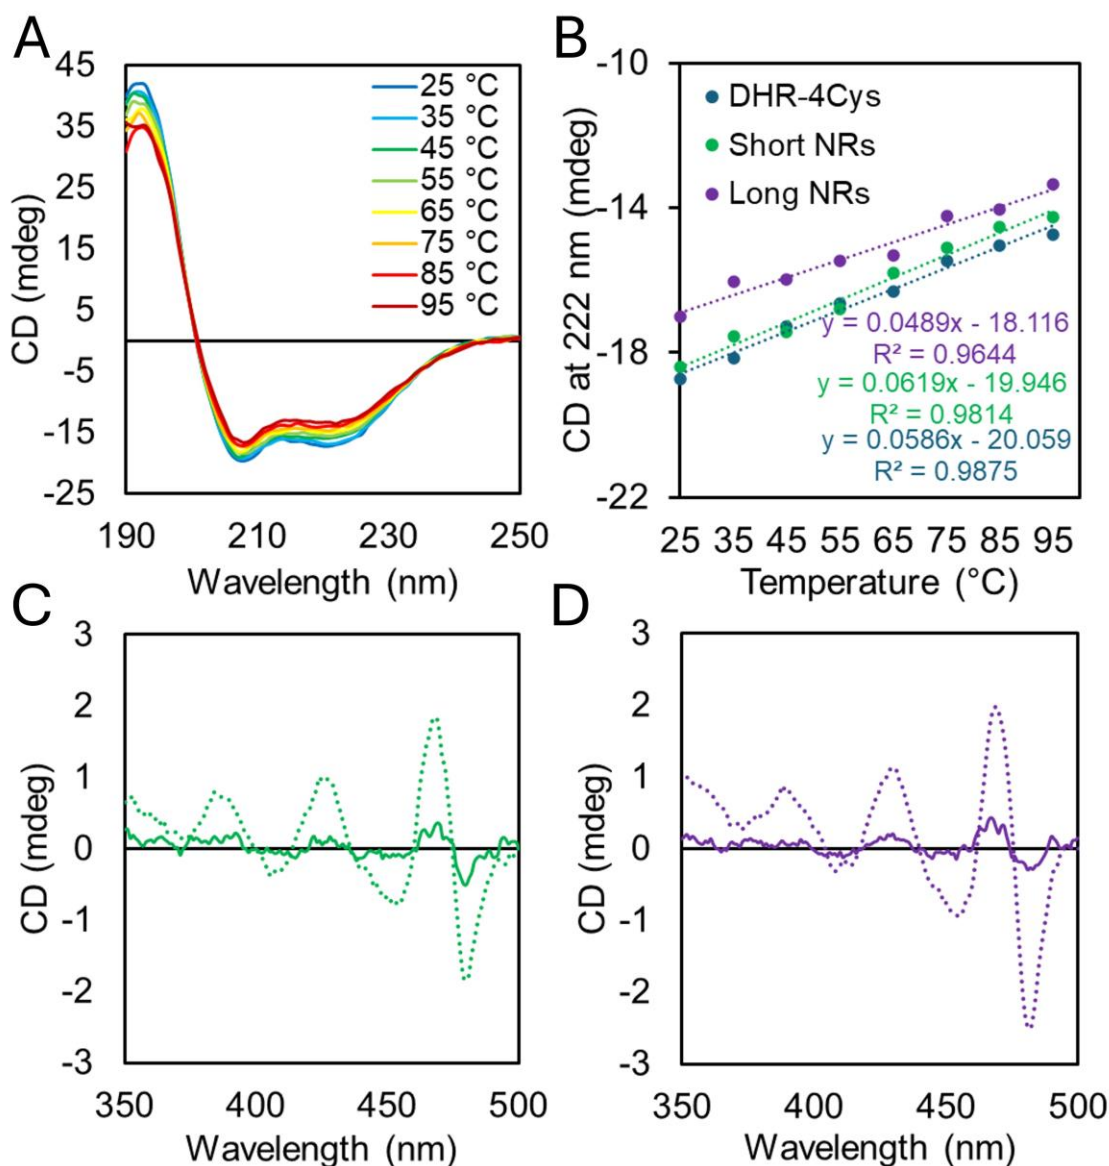 A
45
35
25
15
5
-5
-15
-25
CD (mdeg)
25 °C
35 °C
45 °C
55 °C
65 °C
75 °C
85 °C
95 °C
190 210 230 250
Wavelength (nm)
B
-10
-14
-18
-22
CD at 222 nm (mdeg)
DHR-4Cys
Short NRs
Long NRs
y = 0.0489x - 18.116
R² = 0.9644
y = 0.0619x - 19.946
R² = 0.9814
y = 0.0586x - 20.059
R² = 0.9875
25 35 45 55 65 75 85 95
Temperature (°C)
C
3
2
1
0
-1
-2
-3
CD (mdeg)
350 400 450 500
Wavelength (nm)
D
3
2
1
0
-1
-2
-3
CD (mdeg)
350 400 450 500
Wavelength (nm)